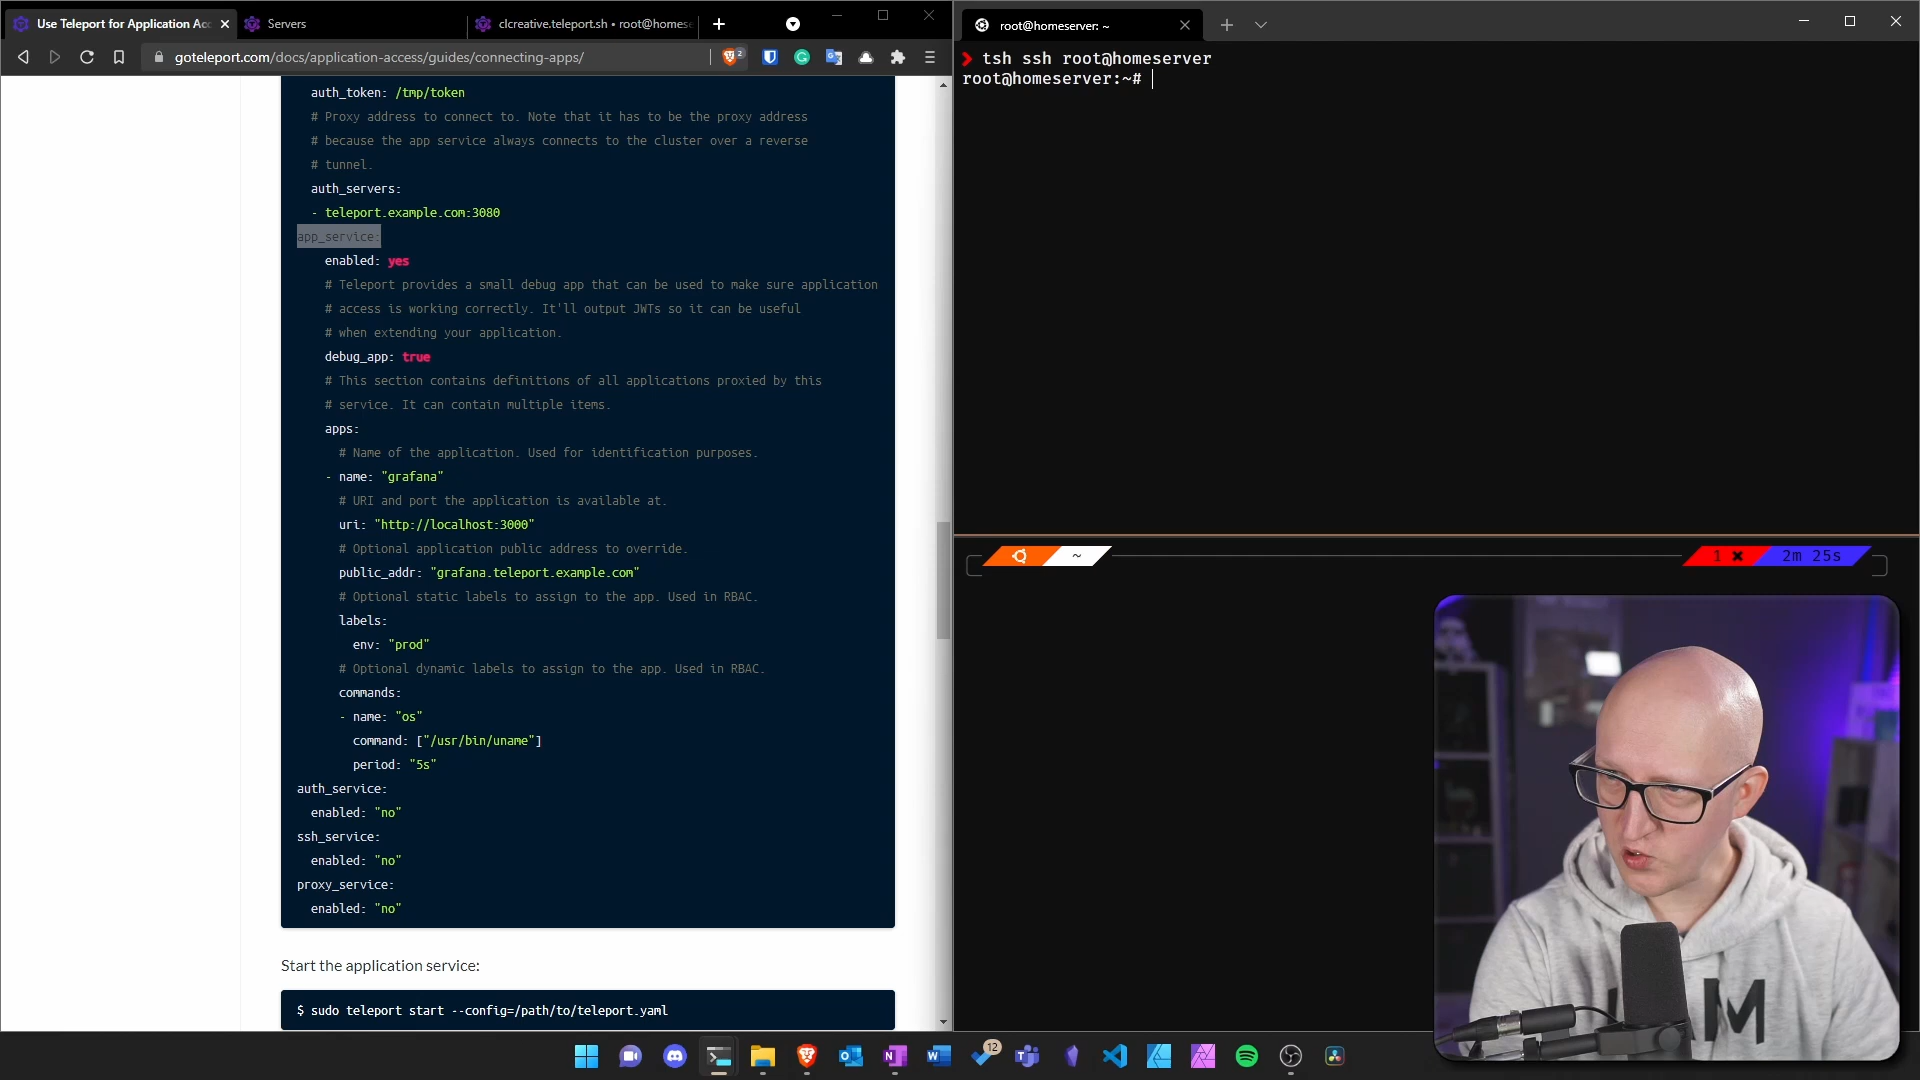 Use Teleport for Application Ac
Servers
clcreative.teleport.sh • root@homese
goteleport.com/docs/application-access/guides/connecting-apps/
2
auth_token: /tmp/token
# Proxy address to connect to. Note that it has to be the proxy address
# because the app service always connects to the cluster over a reverse
# tunnel.
auth_servers:
- teleport.example.com:3080
app_service:
enabled: yes
# Teleport provides a small debug app that can be used to make sure application
# access is working correctly. It'll output JWTs so it can be useful
# when extending your application.
debug_app: true
# This section contains definitions of all applications proxied by this
# service. It can contain multiple items.
apps:
# Name of the application. Used for identification purposes.
- name: "grafana"
# URI and port the application is available at.
uri: "http://localhost:3000"
# Optional application public address to override.
public_addr: "grafana.teleport.example.com"
# Optional static labels to assign to the app. Used in RBAC.
labels:
env: "prod"
# Optional dynamic labels to assign to the app. Used in RBAC.
commands:
- name: "os"
command: ["/usr/bin/uname"]
period: "5s"
auth_service:
enabled: "no"
ssh_service:
enabled: "no"
proxy_service:
enabled: "no"
Start the application service:
$ sudo teleport start --config=/path/to/teleport.yaml
root@homeserver: ~
tsh ssh root@homeserver
root@homeserver:~#
~
1 ✖ 2m 25s
M
12